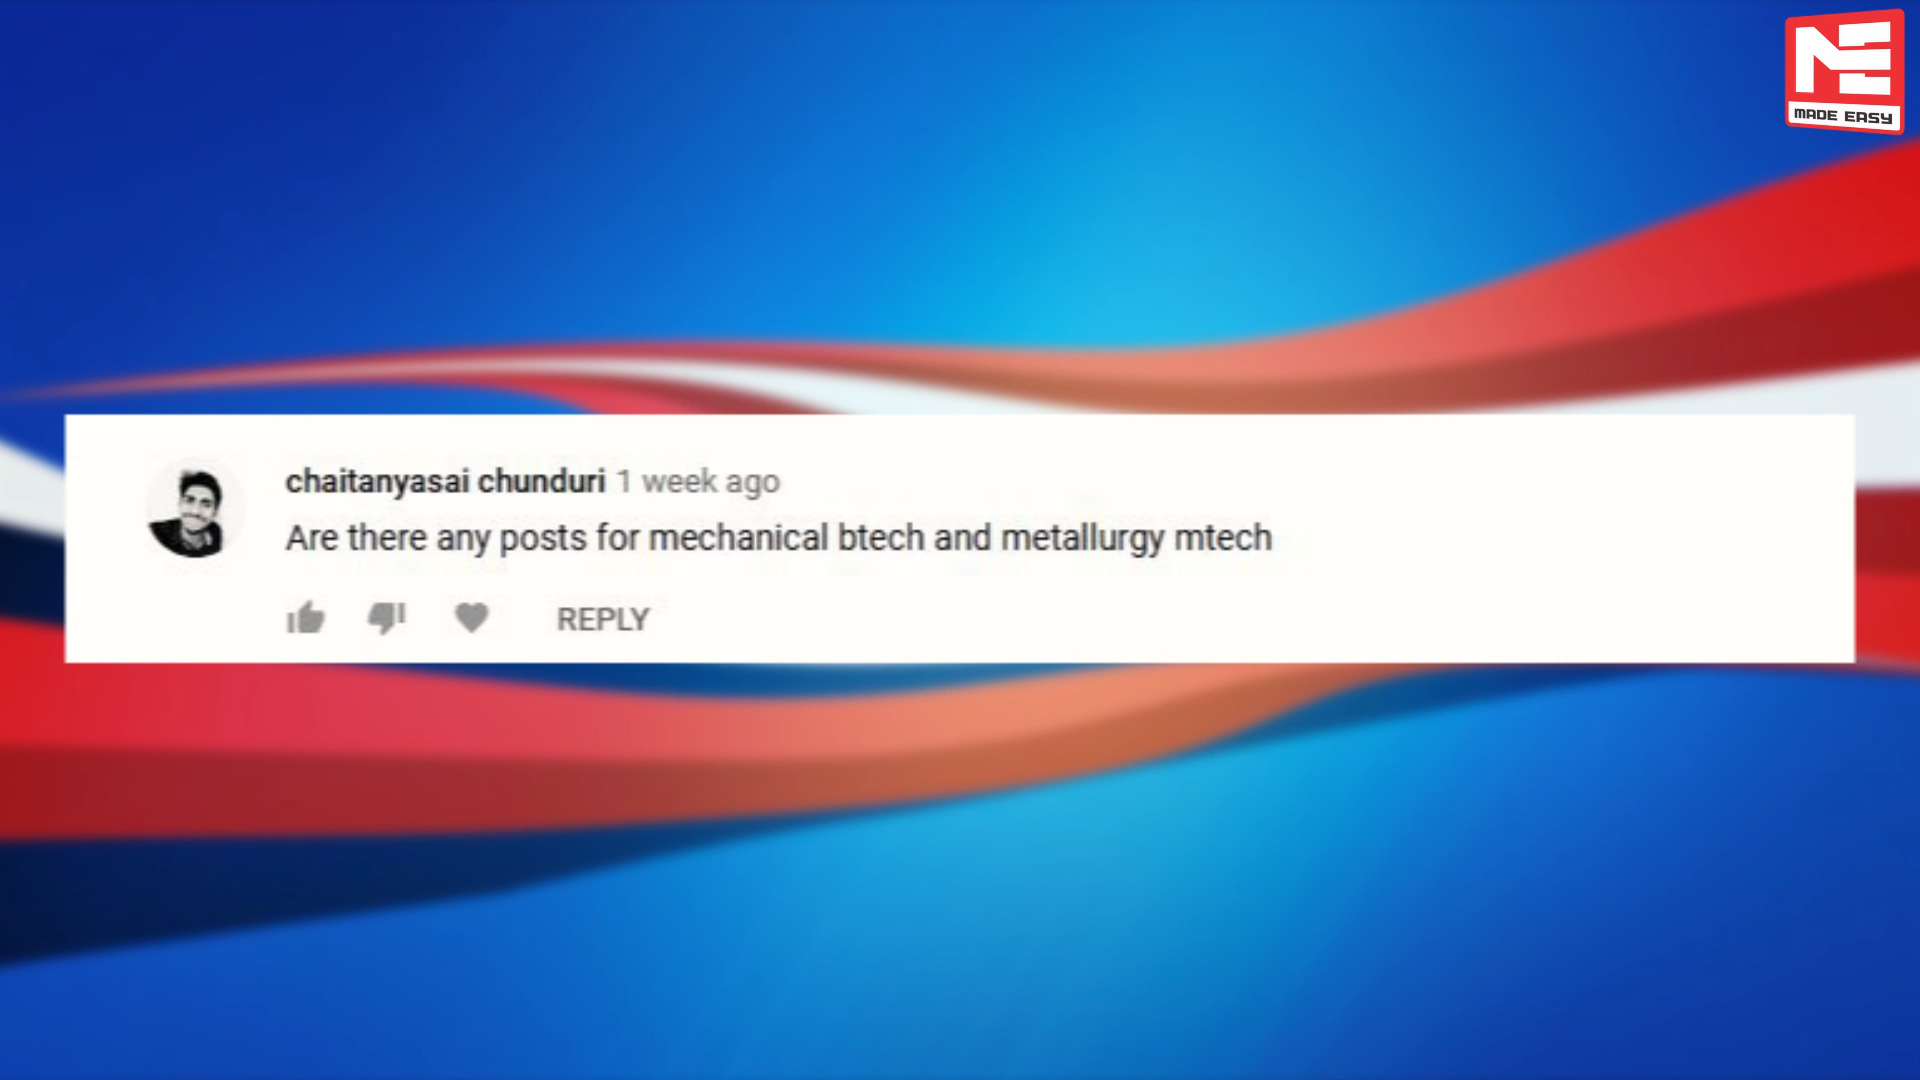 MADE EASY
chaitanyasai chunduri 1 week ago
Are there any posts for mechanical btech and metallurgy mtech
REPLY